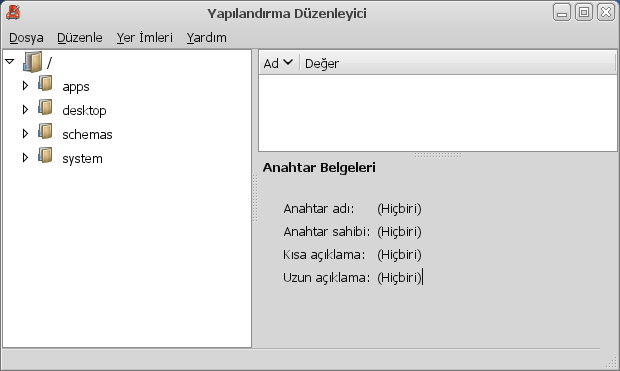 Yapılandırma Düzenleyici
Dosya Düzenle Yer İmleri Yardım
/
apps
desktop
schemas
system
Ad Değer
Anahtar Belgeleri
Anahtar adı: (Hiçbiri)
Anahtar sahibi: (Hiçbiri)
Kısa açıklama: (Hiçbiri)
Uzun açıklama: (Hiçbiri)